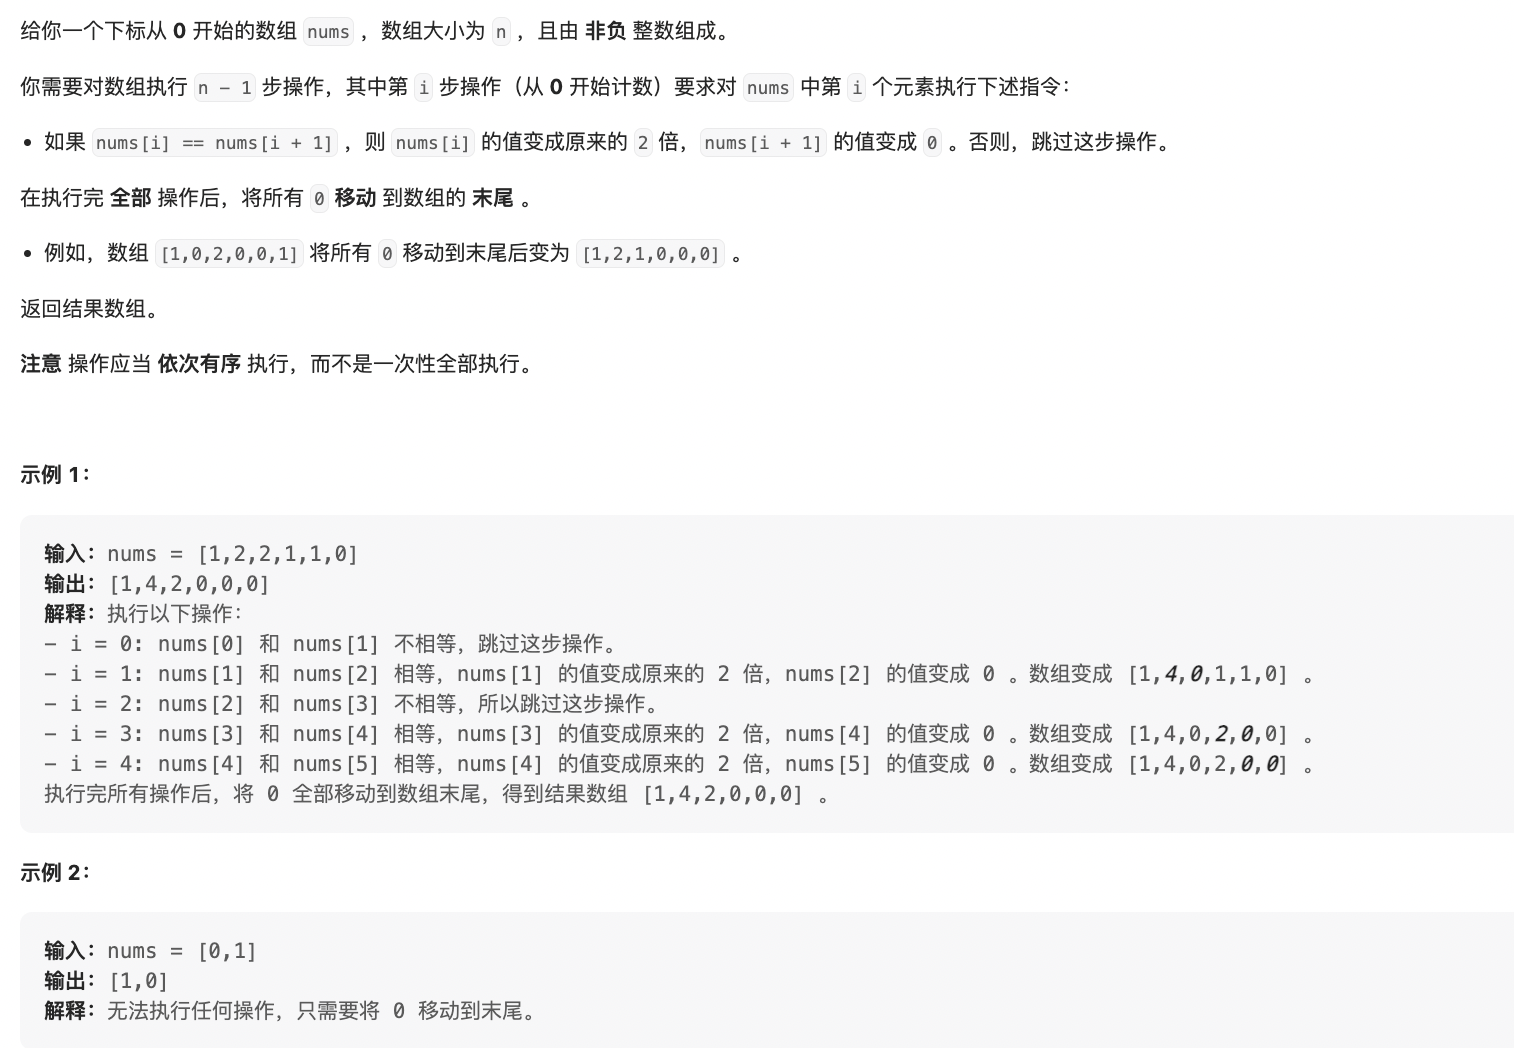 给你一个下标从 0 开始的数组 nums ，数组大小为 n ，且由 非负 整数组成。
你需要对数组执行 n - 1 步操作，其中第 i 步操作（从 0 开始计数）要求对 nums 中第 i 个元素执行下述指令：
• 如果 nums[i] == nums[i + 1] ，则 nums[i] 的值变成原来的 2 倍，nums[i + 1] 的值变成 0 。否则，跳过这步操作。
在执行完 全部 操作后，将所有 0 移动 到数组的 末尾 。
• 例如，数组 [1,0,2,0,0,1] 将所有 0 移动到末尾后变为 [1,2,1,0,0,0] 。
返回结果数组。
注意 操作应当 依次有序 执行，而不是一次性全部执行。
示例 1：
输入：nums = [1,2,2,1,1,0]
输出：[1,4,2,0,0,0]
解释：执行以下操作：
- i = 0: nums[0] 和 nums[1] 不相等，跳过这步操作。
- i = 1: nums[1] 和 nums[2] 相等，nums[1] 的值变成原来的 2 倍，nums[2] 的值变成 0 。数组变成 [1,4,0,1,1,0] 。
- i = 2: nums[2] 和 nums[3] 不相等，所以跳过这步操作。
- i = 3: nums[3] 和 nums[4] 相等，nums[3] 的值变成原来的 2 倍，nums[4] 的值变成 0 。数组变成 [1,4,0,2,0,0] 。
- i = 4: nums[4] 和 nums[5] 相等，nums[4] 的值变成原来的 2 倍，nums[5] 的值变成 0 。数组变成 [1,4,0,2,0,0] 。
执行完所有操作后，将 0 全部移动到数组末尾，得到结果数组 [1,4,2,0,0,0] 。
示例 2：
输入：nums = [0,1]
输出：[1,0]
解释：无法执行任何操作，只需要将 0 移动到末尾。